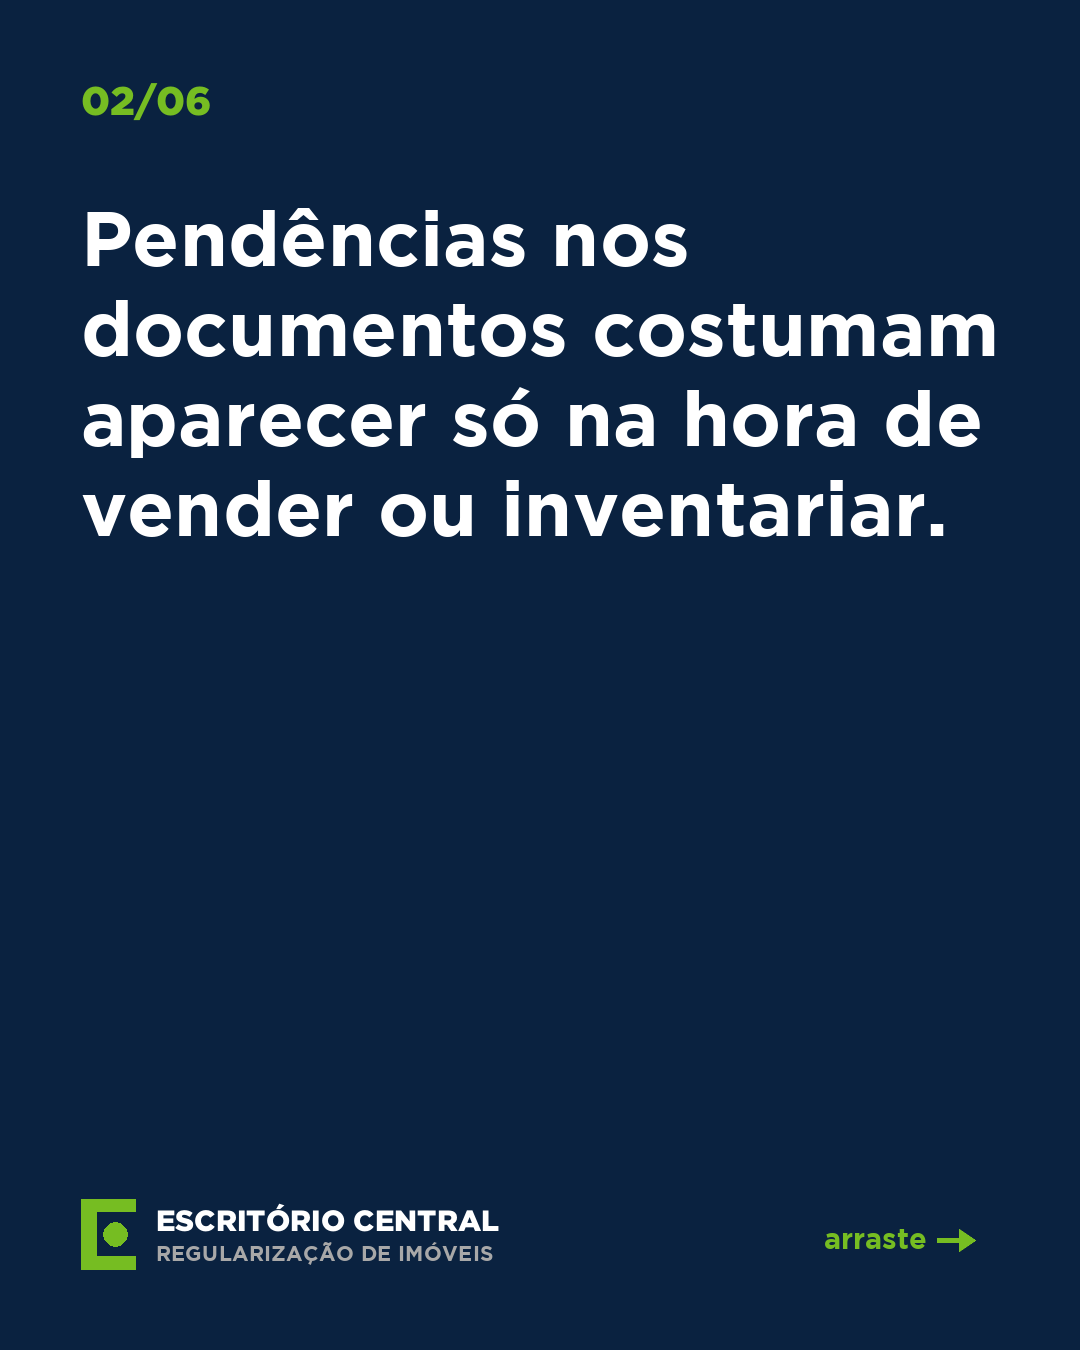 02/06
Pendências nos
documentos costumam
aparecer só na hora de
vender ou inventariar.
ESCRITÓRIO CENTRAL
REGULARIZAÇÃO DE IMÓVEIS
arraste